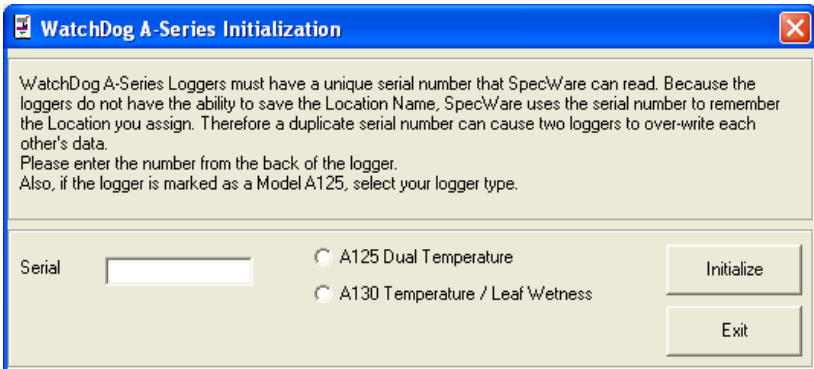 WatchDog A-Series Initialization
WatchDog A-Series Loggers must have a unique serial number that SpecWare can read. Because the
loggers do not have the ability to save the Location Name, SpecWare uses the serial number to remember
the Location you assign. Therefore a duplicate serial number can cause two loggers to over-write each
other's data.
Please enter the number from the back of the logger.
Also, if the logger is marked as a Model A125, select your logger type.
Serial
A125 Dual Temperature
A130 Temperature / Leaf Wetness
Initialize
Exit